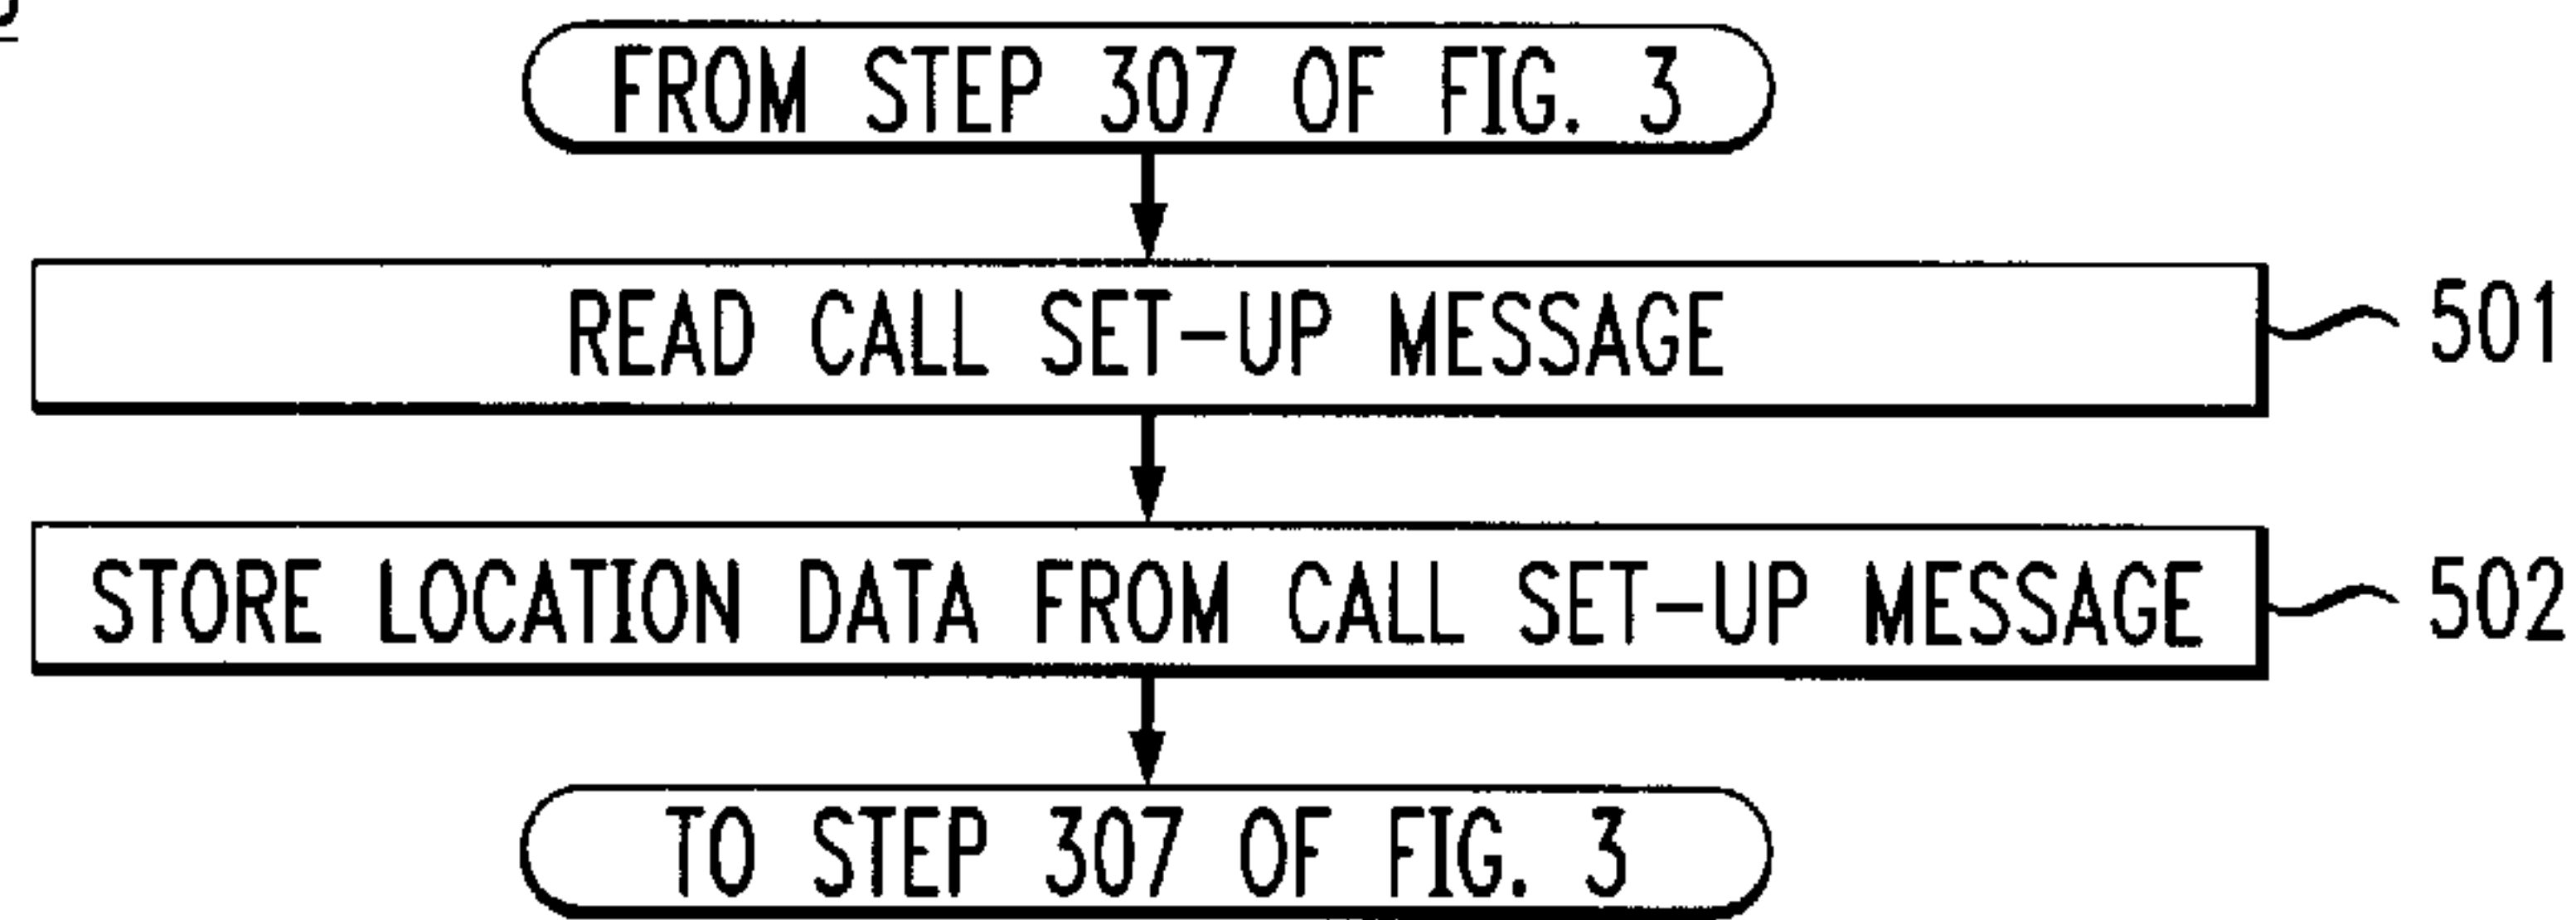 FROM STEP 307 OF FIG. 3
READ CALL SET-UP MESSAGE
501
STORE LOCATION DATA FROM CALL SET-UP MESSAGE
502
TO STEP 307 OF FIG. 3